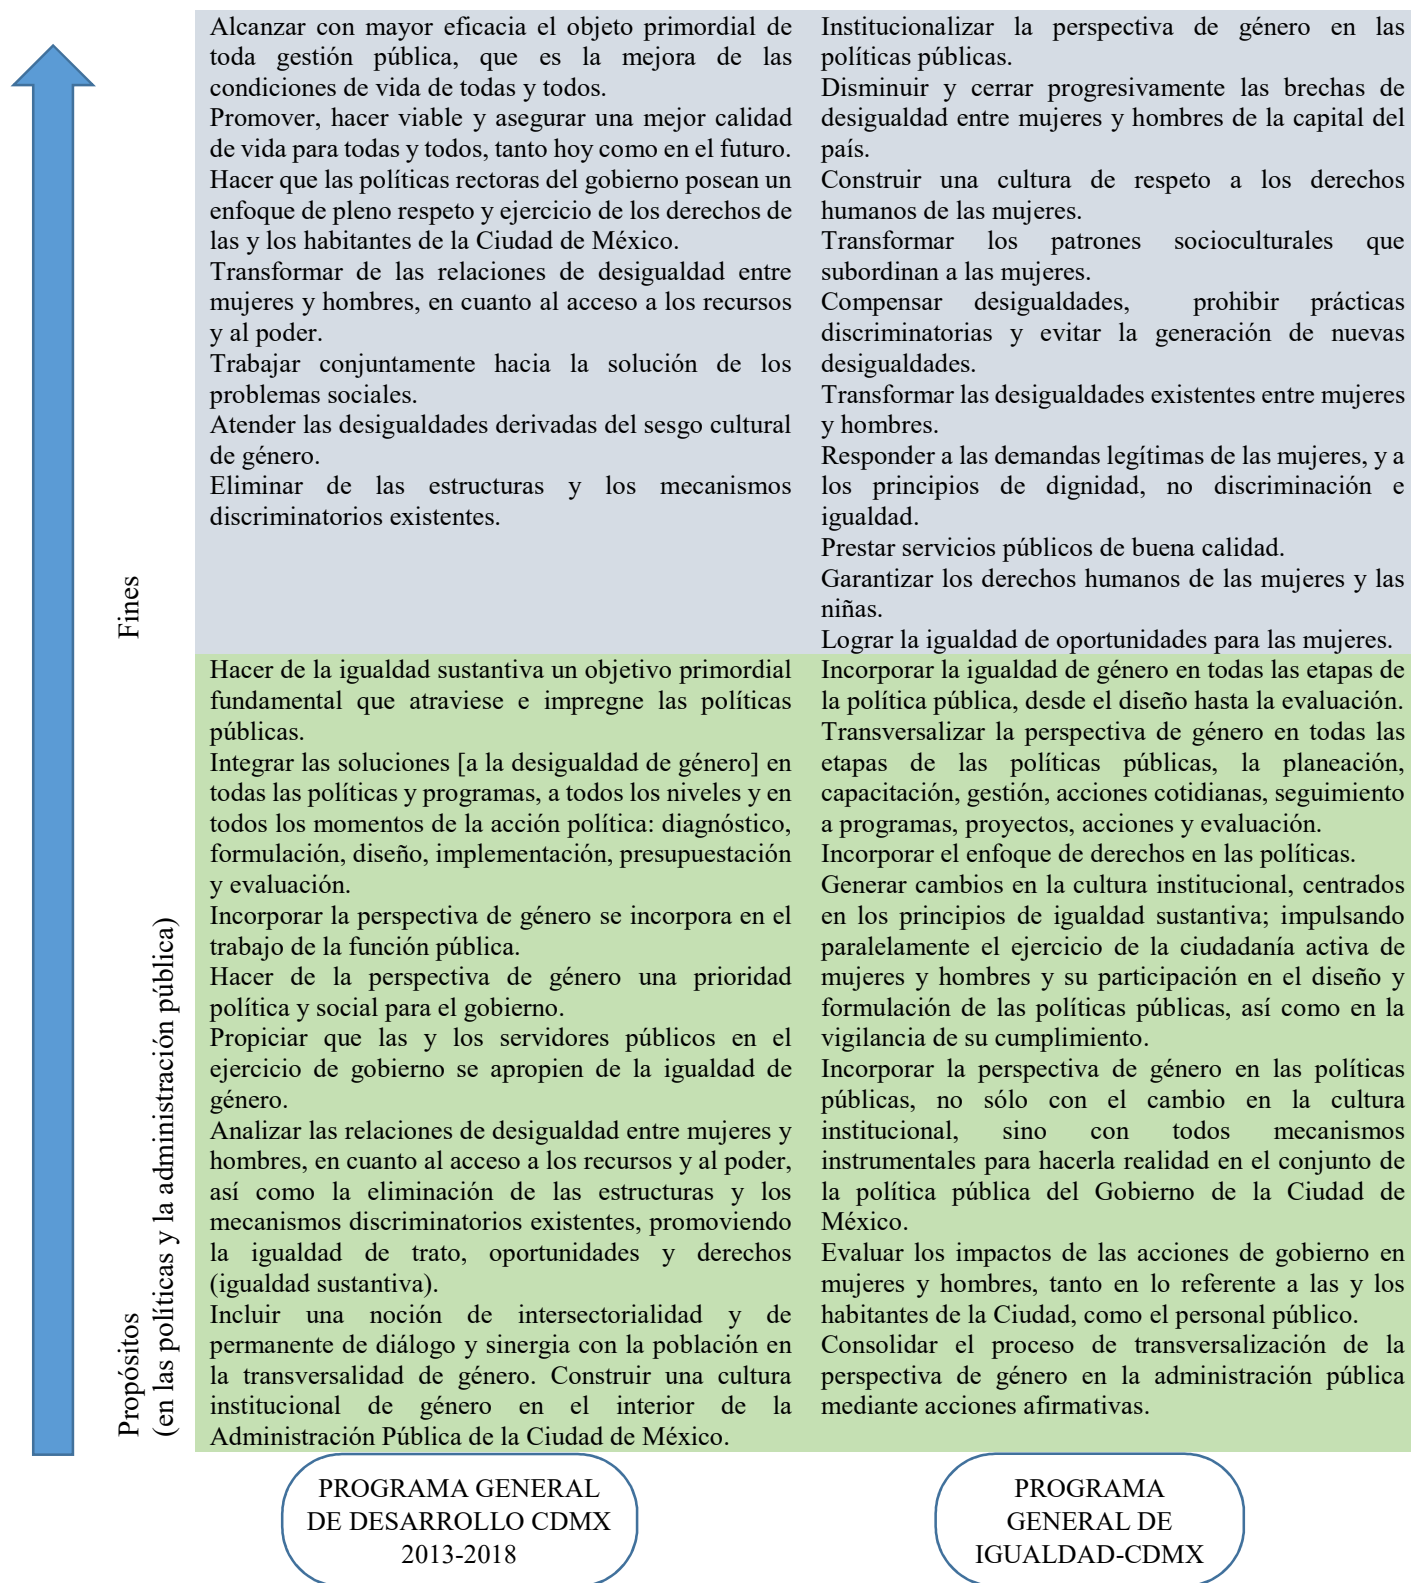 Alcanzar con mayor eficacia el objeto primordial de
toda gestión pública, que es la mejora de las
condiciones de vida de todas y todos.
Promover, hacer viable y asegurar una mejor calidad
de vida para todas y todos, tanto hoy como en el futuro.
Hacer que las políticas rectoras del gobierno posean un
enfoque de pleno respeto y ejercicio de los derechos de
las y los habitantes de la Ciudad de México.
Transformar de las relaciones de desigualdad entre
mujeres y hombres, en cuanto al acceso a los recursos
y al poder.
Trabajar conjuntamente hacia la solución de los
problemas sociales.
Atender las desigualdades derivadas del sesgo cultural
de género.
Eliminar de las estructuras y los mecanismos
discriminatorios existentes.
Institucionalizar la perspectiva de género en las
políticas públicas.
Disminuir y cerrar progresivamente las brechas de
desigualdad entre mujeres y hombres de la capital del
país.
Construir una cultura de respeto a los derechos
humanos de las mujeres.
Transformar los patrones socioculturales que
subordinan a las mujeres.
Compensar desigualdades, prohibir prácticas
discriminatorias y evitar la generación de nuevas
desigualdades.
Transformar las desigualdades existentes entre mujeres
y hombres.
Responder a las demandas legítimas de las mujeres, y a
los principios de dignidad, no discriminación e
igualdad.
Prestar servicios públicos de buena calidad.
Garantizar los derechos humanos de las mujeres y las
niñas.
Lograr la igualdad de oportunidades para las mujeres.
Fines
Hacer de la igualdad sustantiva un objetivo primordial
fundamental que atraviese e impregne las políticas
públicas.
Integrar las soluciones [a la desigualdad de género] en
todas las políticas y programas, a todos los niveles y en
todos los momentos de la acción política: diagnóstico,
formulación, diseño, implementación, presupuestación
y evaluación.
Incorporar la perspectiva de género se incorpora en el
trabajo de la función pública.
Hacer de la perspectiva de género una prioridad
política y social para el gobierno.
Propiciar que las y los servidores públicos en el
ejercicio de gobierno se apropien de la igualdad de
género.
Analizar las relaciones de desigualdad entre mujeres y
hombres, en cuanto al acceso a los recursos y al poder,
así como la eliminación de las estructuras y los
mecanismos discriminatorios existentes, promoviendo
la igualdad de trato, oportunidades y derechos
(igualdad sustantiva).
Incluir una noción de intersectorialidad y de
permanente de diálogo y sinergia con la población en
la transversalidad de género. Construir una cultura
institucional de género en el interior de la
Administración Pública de la Ciudad de México.
Incorporar la igualdad de género en todas las etapas de
la política pública, desde el diseño hasta la evaluación.
Transversalizar la perspectiva de género en todas las
etapas de las políticas públicas, la planeación,
capacitación, gestión, acciones cotidianas, seguimiento
a programas, proyectos, acciones y evaluación.
Incorporar el enfoque de derechos en las políticas.
Generar cambios en la cultura institucional, centrados
en los principios de igualdad sustantiva; impulsando
paralelamente el ejercicio de la ciudadanía activa de
mujeres y hombres y su participación en el diseño y
formulación de las políticas públicas, así como en la
vigilancia de su cumplimiento.
Incorporar la perspectiva de género en las políticas
públicas, no sólo con el cambio en la cultura
institucional, sino con todos mecanismos
instrumentales para hacerla realidad en el conjunto de
la política pública del Gobierno de la Ciudad de
México.
Evaluar los impactos de las acciones de gobierno en
mujeres y hombres, tanto en lo referente a las y los
habitantes de la Ciudad, como el personal público.
Consolidar el proceso de transversalización de la
perspectiva de género en la administración pública
mediante acciones afirmativas.
Propósitos
(en las políticas y la administración pública)
PROGRAMA GENERAL
DE DESARROLLO CDMX
2013-2018
PROGRAMA
GENERAL DE
IGUALDAD-CDMX